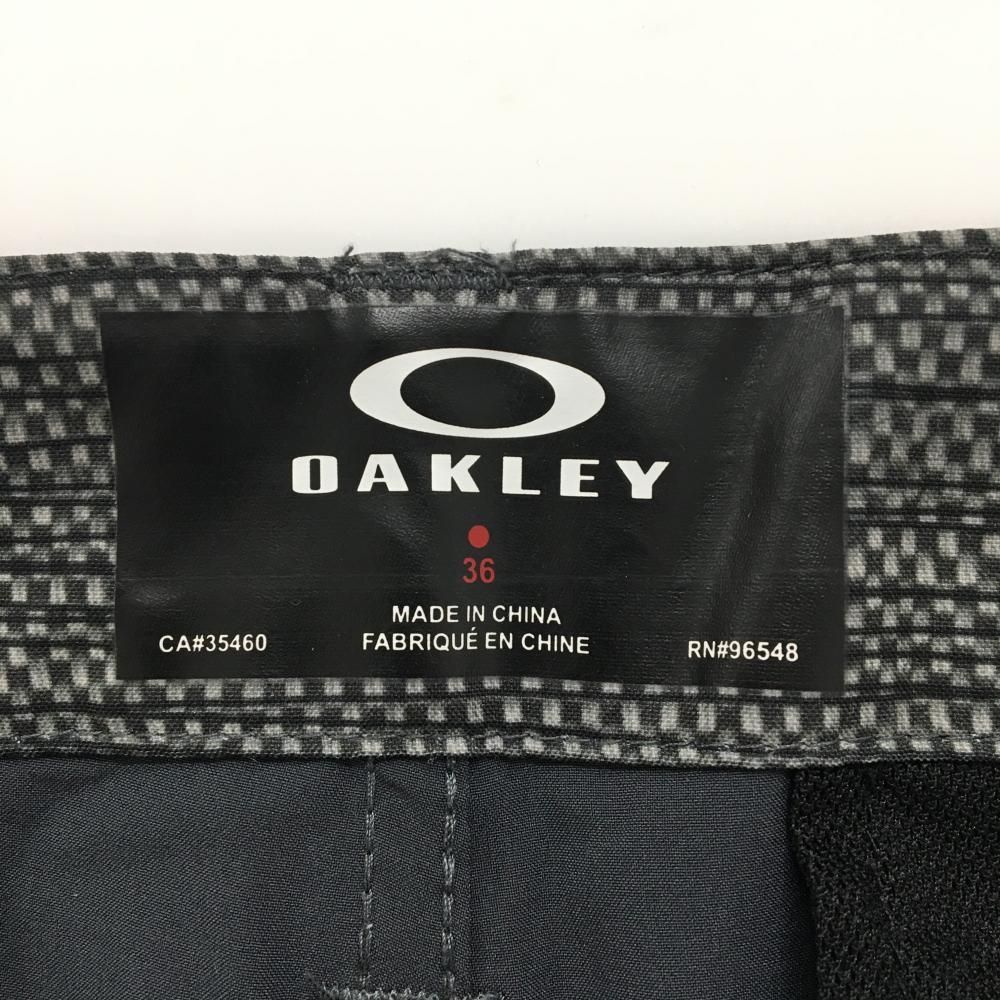 OAKLEY
36
MADE IN CHINA
FABRIQUÉ EN CHINE
CA#35460
RN#96548